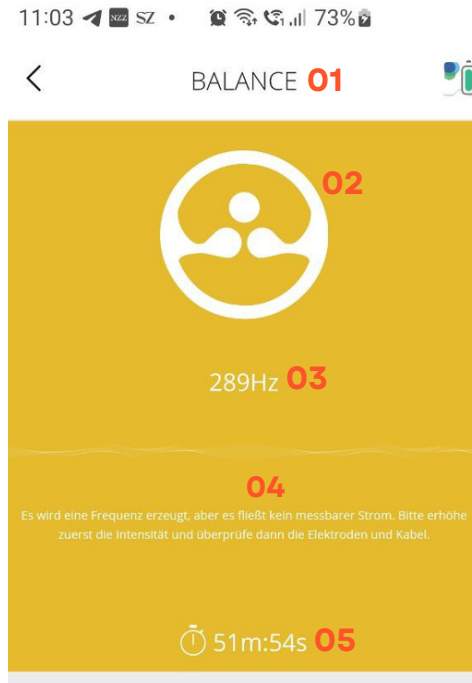 11:03 NZZ SZ • 73%
BALANCE 01
02
289Hz 03
04
Es wird eine Frequenz erzeugt, aber es fließt kein messbarer Strom. Bitte erhöhe
zuerst die Intensität und überprüfe dann die Elektroden und Kabel.
51m:54s 05